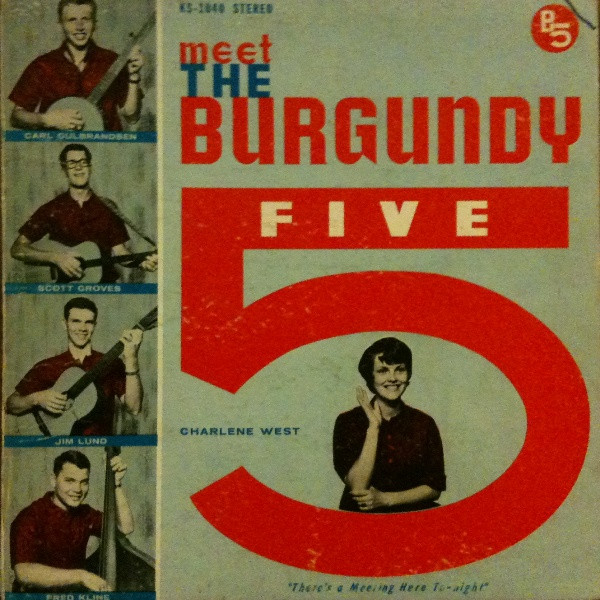 KS-1040 STEREO
B5
meet
THE
BURGUNDY
5
FIVE
CARL GULBRANDSEN
SCOTT GROVES
JIM LUND
FRED KLINE
CHARLENE WEST
"There's a Meeting Here To-night"